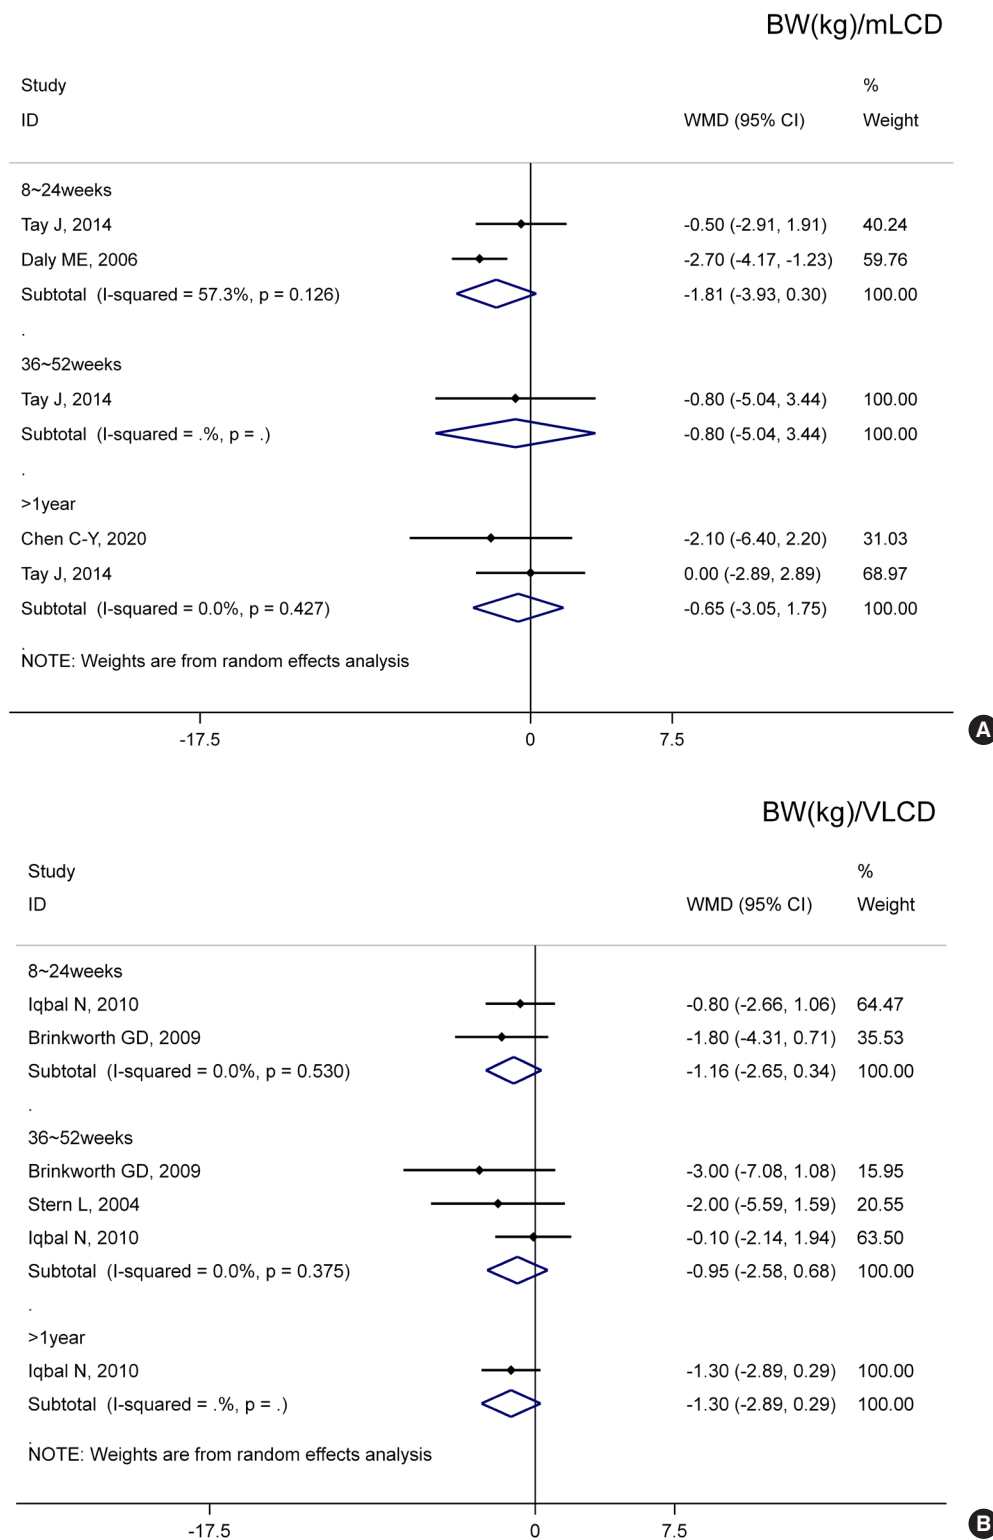 BW(kg)/mLCD
Study %
ID WMD (95% CI) Weight
8~24weeks
Tay J, 2014 -0.50 (-2.91, 1.91) 40.24
Daly ME, 2006 -2.70 (-4.17, -1.23) 59.76
Subtotal (I-squared = 57.3%, p = 0.126) -1.81 (-3.93, 0.30) 100.00
.
36~52weeks
Tay J, 2014 -0.80 (-5.04, 3.44) 100.00
Subtotal (I-squared = .%, p = .) -0.80 (-5.04, 3.44) 100.00
.
>1year
Chen C-Y, 2020 -2.10 (-6.40, 2.20) 31.03
Tay J, 2014 0.00 (-2.89, 2.89) 68.97
Subtotal (I-squared = 0.0%, p = 0.427) -0.65 (-3.05, 1.75) 100.00
.
NOTE: Weights are from random effects analysis
-17.5 0 7.5
A
BW(kg)/VLCD
Study %
ID WMD (95% CI) Weight
8~24weeks
Iqbal N, 2010 -0.80 (-2.66, 1.06) 64.47
Brinkworth GD, 2009 -1.80 (-4.31, 0.71) 35.53
Subtotal (I-squared = 0.0%, p = 0.530) -1.16 (-2.65, 0.34) 100.00
.
36~52weeks
Brinkworth GD, 2009 -3.00 (-7.08, 1.08) 15.95
Stern L, 2004 -2.00 (-5.59, 1.59) 20.55
Iqbal N, 2010 -0.10 (-2.14, 1.94) 63.50
Subtotal (I-squared = 0.0%, p = 0.375) -0.95 (-2.58, 0.68) 100.00
.
>1year
Iqbal N, 2010 -1.30 (-2.89, 0.29) 100.00
Subtotal (I-squared = .%, p = .) -1.30 (-2.89, 0.29) 100.00
.
NOTE: Weights are from random effects analysis
-17.5 0 7.5
B